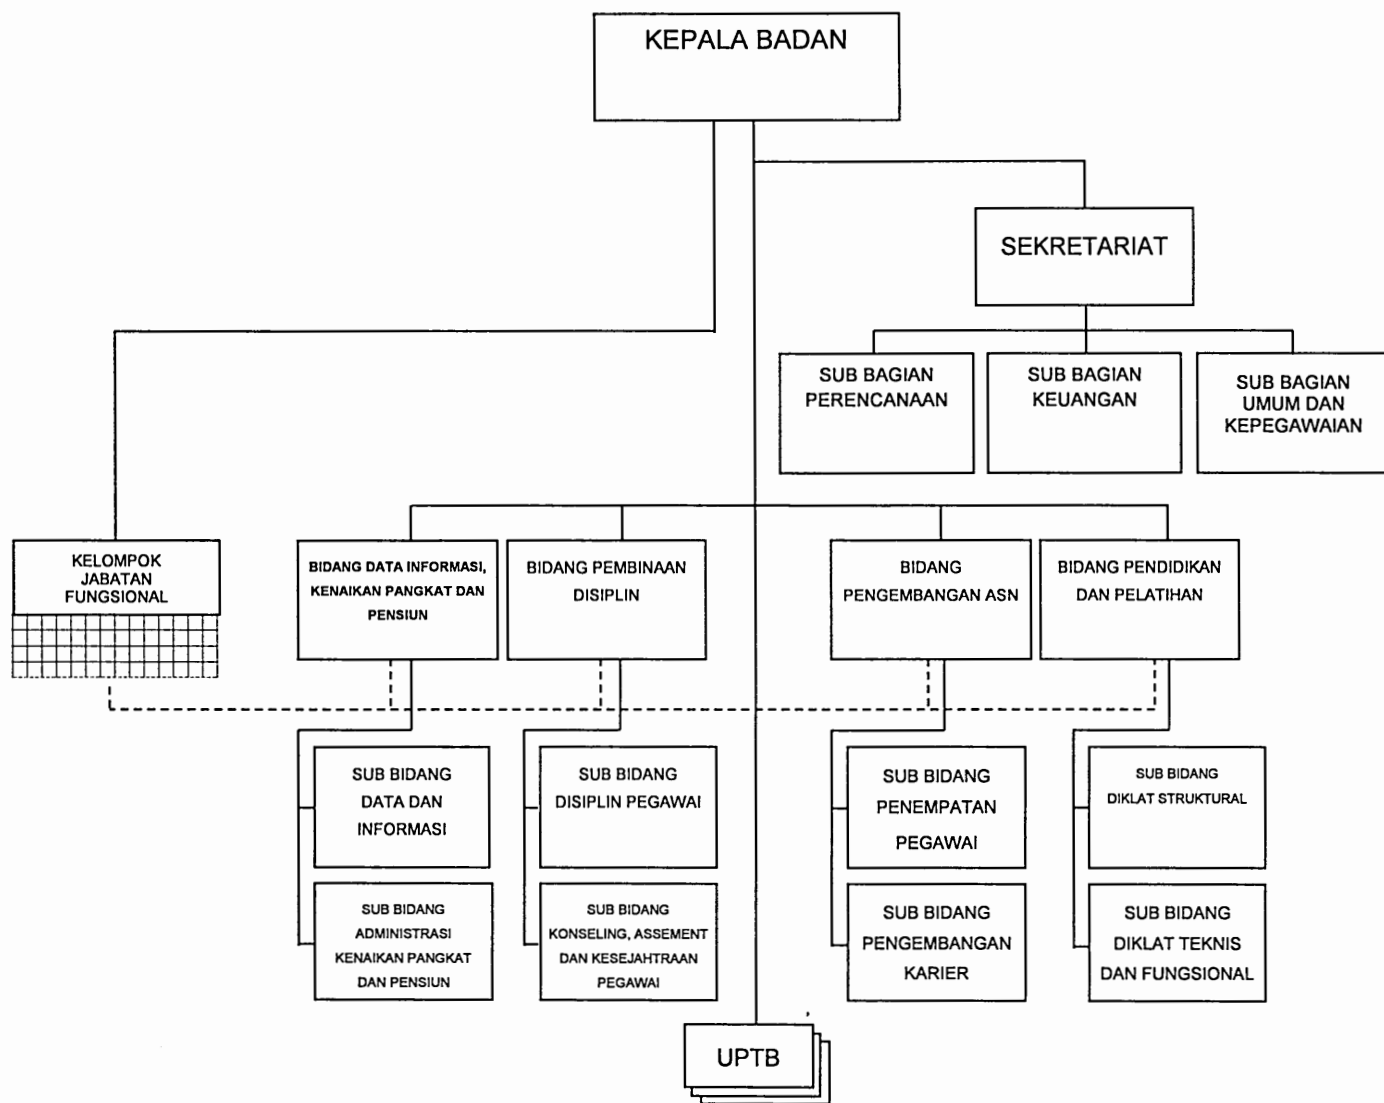 KEPALA BADAN
SEKRETARIAT
SUB BAGIAN
PERENCANAAN
SUB BAGIAN
KEUANGAN
SUB BAGIAN
UMUM DAN
KEPEGAWAIAN
KELOMPOK
JABATAN
FUNGSIONAL
BIDANG DATA INFORMASI,
KENAIKAN PANGKAT DAN
PENSIUN
BIDANG PEMBINAAN
DISIPLIN
BIDANG
PENGEMBANGAN ASN
BIDANG PENDIDIKAN
DAN PELATIHAN
SUB BIDANG
DATA DAN
INFORMASI
SUB BIDANG
DISIPLIN PEGAWAI
SUB BIDANG
PENEMPATAN
PEGAWAI
SUB BIDANG
DIKLAT STRUKTURAL
SUB BIDANG
ADMINISTRASI
KENAIKAN PANGKAT
DAN PENSIUN
SUB BIDANG
KONSELING, ASSEMENT
DAN KESEJAHTRAAN
PEGAWAI
SUB BIDANG
PENGEMBANGAN
KARIER
SUB BIDANG
DIKLAT TEKNIS
DAN FUNGSIONAL
UPTB